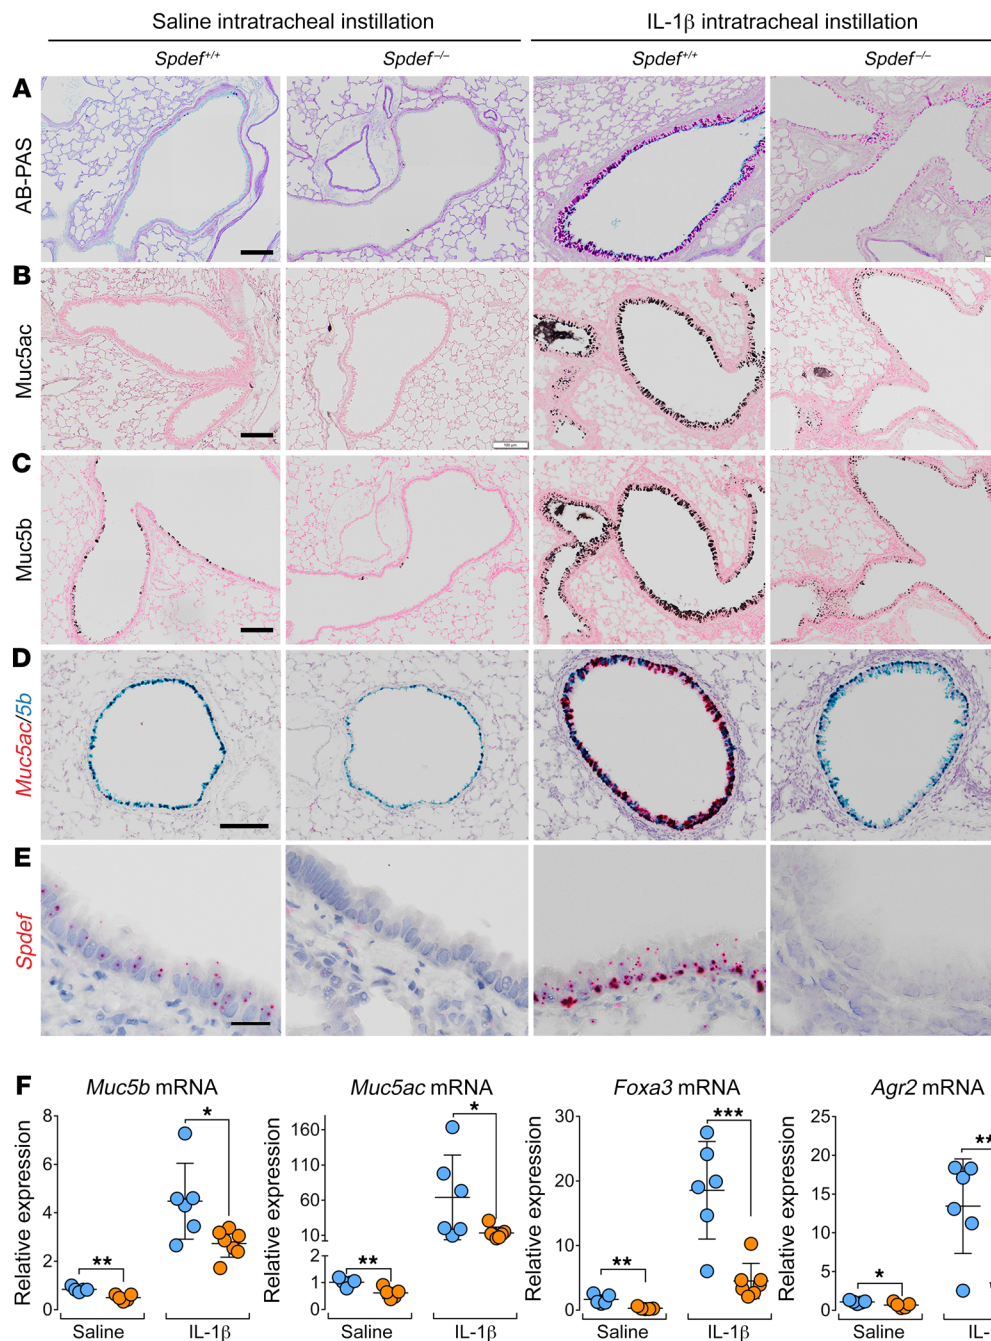 Saline intratracheal instillation IL-1β intratracheal instillation
Spdef+/+ Spdef–/– Spdef+/+ Spdef–/–
A
AB-PAS
B
Muc5ac
100 µm
C
Muc5b
D
Muc5ac/5b
E
Spdef
F
Muc5b mRNA Muc5ac mRNA Foxa3 mRNA Agr2 mRNA
Relative expression
8
6
4
2
0
**
*
Saline IL-1β
Relative expression
160
110
60
10
2
1
0
**
*
Saline IL-1β
Relative expression
30
20
10
0
**
***
Saline IL-1β
Relative expression
25
20
15
10
5
0
*
**
Saline IL-